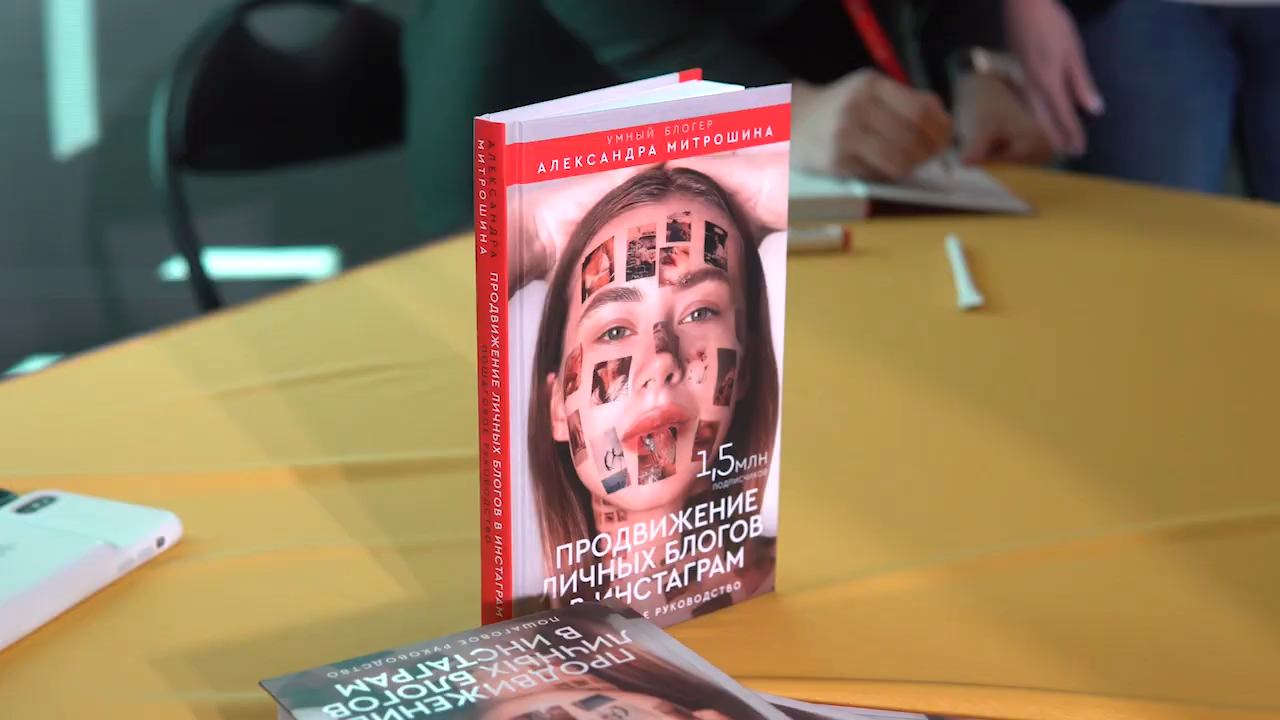 УМНЫЙ БЛОГЕР
АЛЕКСАНДРА МИТРОШИНА
1,5 МЛН
ПОДПИСЧИКОВ
ПРОДВИЖЕНИЕ
ЛИЧНЫХ БЛОГОВ
В ИНСТАГРАМ
РУКОВОДСТВО
АЛЕКСАНДРА
МИТРОШИНА
ПРОДВИЖЕНИЕ ЛИЧНЫХ БЛОГОВ В ИНСТАГРАМ
ПОШАГОВОЕ РУКОВОДСТВО
ПРОДВИЖЕНИЕ
ЛИЧНЫХ БЛОГОВ
В ИНСТАГРАМ
ПОШАГОВОЕ РУКОВОДСТВО